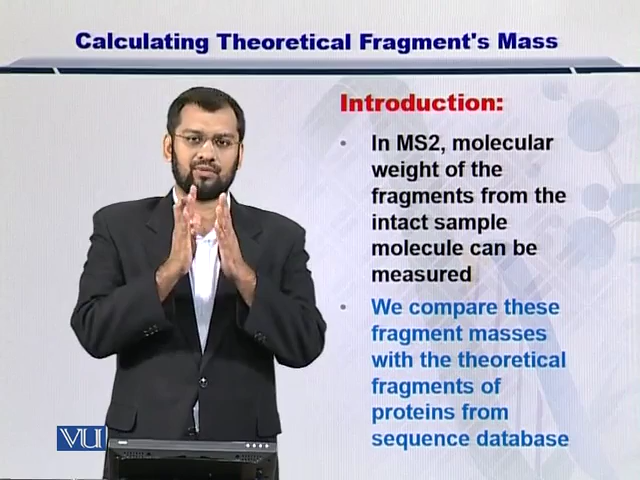 Calculating Theoretical Fragment's Mass
Introduction:
• In MS2, molecular
weight of the
fragments from the
intact sample
molecule can be
measured
• We compare these
fragment masses
with the theoretical
fragments of
proteins from
sequence database
VU